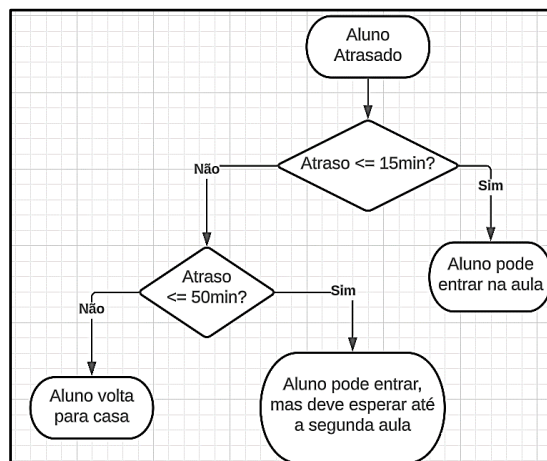 Aluno
Atrasado
Atraso <= 15min?
Não
Sim
Aluno pode
entrar na aula
Atraso
<= 50min?
Não
Sim
Aluno volta
para casa
Aluno pode entrar,
mas deve esperar até
a segunda aula